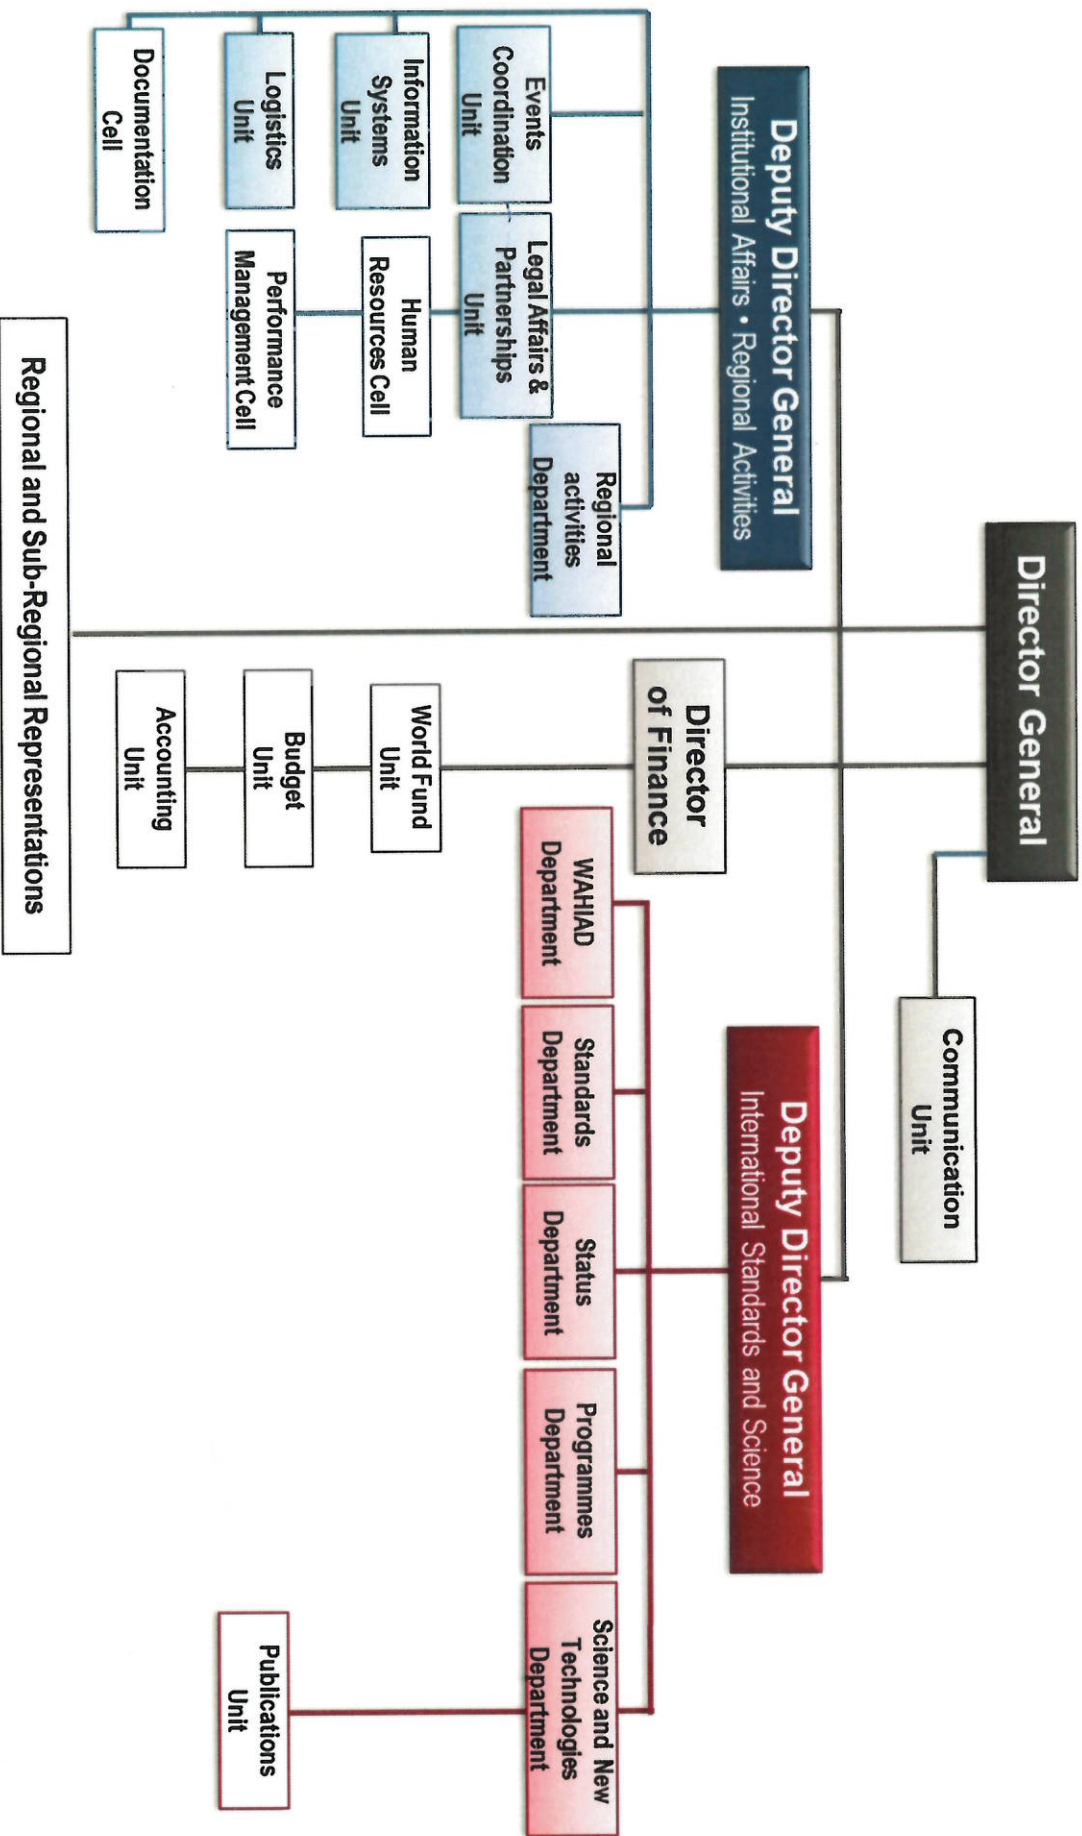 Director General
Communication
Unit
Deputy Director General
Institutional Affairs • Regional Activities
Deputy Director General
International Standards and Science
Director
of Finance
Events
Coordination
Unit
Legal Affairs &
Partnerships
Unit
Regional
activities
Department
Information
Systems
Unit
Human
Resources Cell
Logistics
Unit
Performance
Management Cell
Documentation
Cell
World Fund
Unit
Budget
Unit
Accounting
Unit
WAHIAD
Department
Standards
Department
Status
Department
Programmes
Department
Science and New
Technologies
Department
Publications
Unit
Regional and Sub-Regional Representations